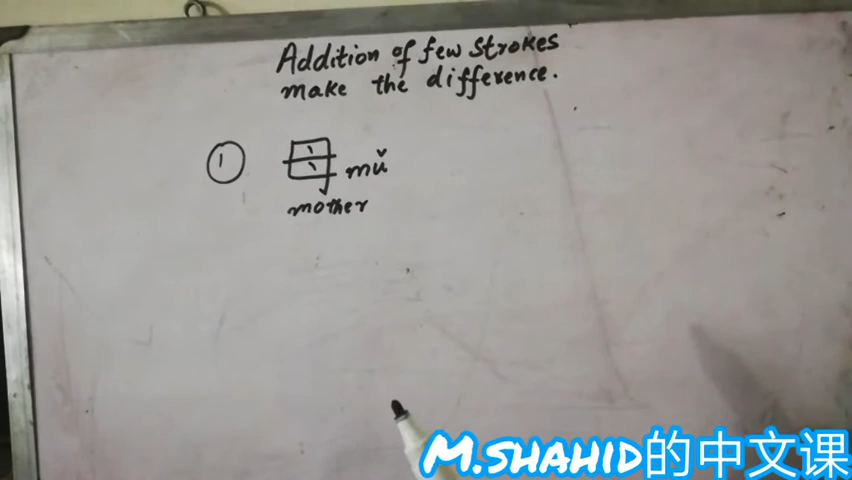 Addition of few strokes
make the difference.
① 母 mǔ
mother
M.SHAHID的中文课